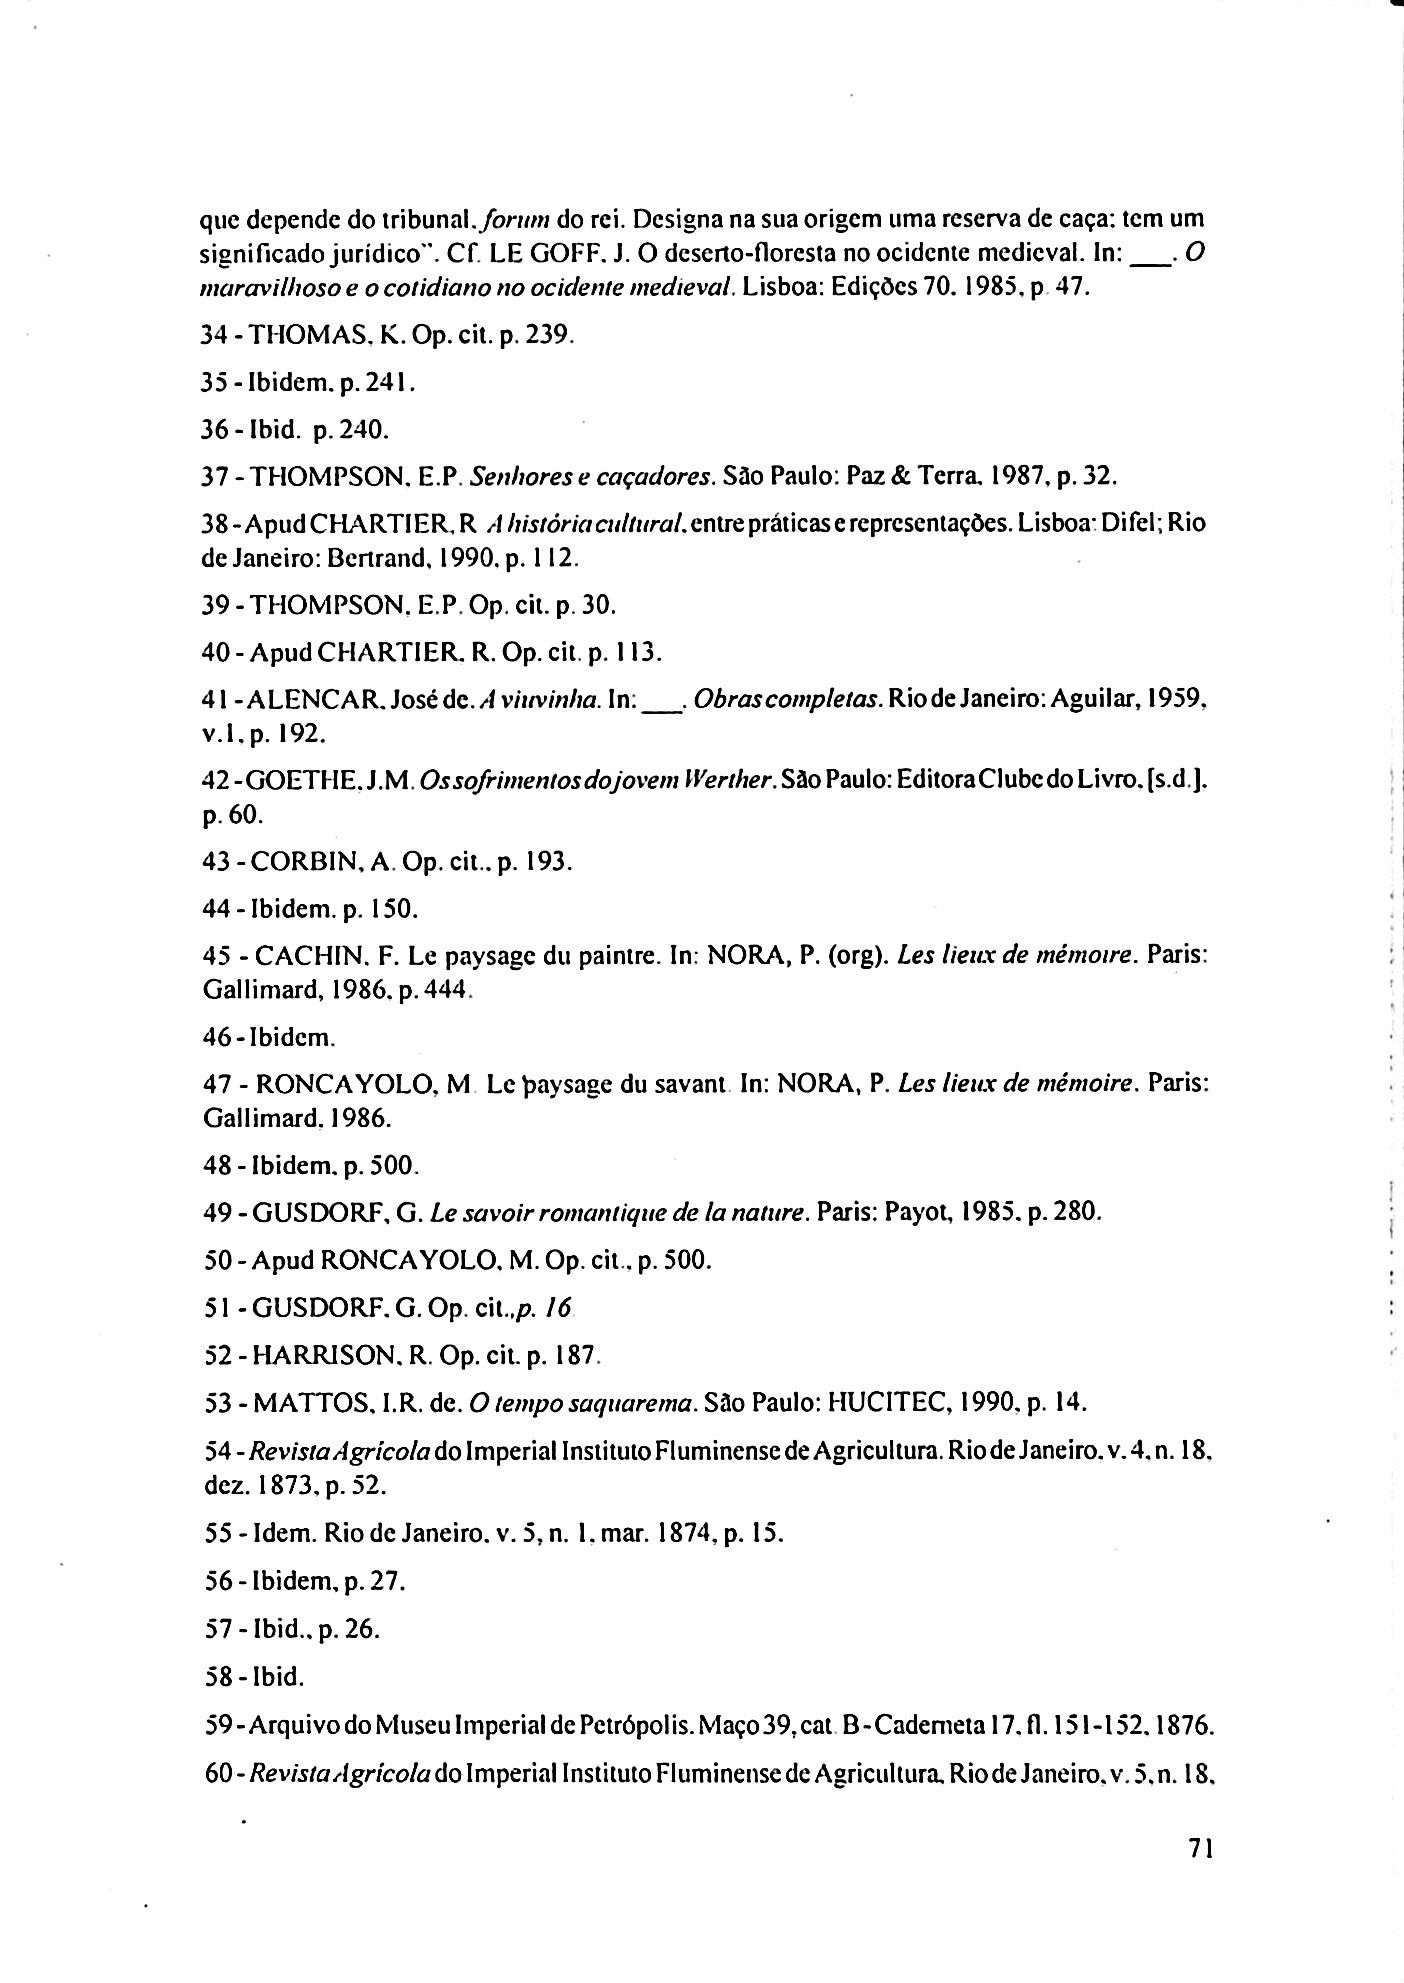 que depende do tribunal. forum do rei. Designa na sua origem uma reserva de caça: tem um
significado jurídico". Cf. LE GOFF, J. O deserto-floresta no ocidente medieval. In: ___. O
maravilhoso e o cotidiano no ocidente medieval. Lisboa: Edições 70. 1985, p. 47.
34 - THOMAS, K. Op. cit. p. 239.
35 - Ibidem. p. 241.
36 - Ibid. p. 240.
37 - THOMPSON. E.P. Senhores e caçadores. São Paulo: Paz & Terra, 1987, p. 32.
38 - Apud CHARTIER, R A história cultural. entre práticas e representações. Lisboa: Difel; Rio
de Janeiro: Bertrand, 1990, p. 112.
39 - THOMPSON, E.P. Op. cit. p. 30.
40 - Apud CHARTIER. R. Op. cit. p. 113.
41 - ALENCAR. José de. A viuvinha. In: ___. Obras completas. Rio de Janeiro: Aguilar, 1959,
v.1. p. 192.
42 - GOETHE, J.M. Os sofrimentos do jovem Werther. São Paulo: Editora Clube do Livro. [s.d.].
p. 60.
43 - CORBIN, A. Op. cit.. p. 193.
44 - Ibidem. p. 150.
45 - CACHIN. F. Le paysage du paintre. In: NORA, P. (org). Les lieux de mémoire. Paris:
Gallimard, 1986. p. 444.
46 - Ibidem.
47 - RONCAYOLO, M. Le paysage du savant. In: NORA, P. Les lieux de mémoire. Paris:
Gallimard. 1986.
48 - Ibidem. p. 500.
49 - GUSDORF, G. Le savoir romantique de la nature. Paris: Payot, 1985. p. 280.
50 - Apud RONCAYOLO, M. Op. cit., p. 500.
51 - GUSDORF. G. Op. cit.,p. 16
52 - HARRISON, R. Op. cit. p. 187.
53 - MATTOS, I.R. de. O tempo saquarema. São Paulo: HUCITEC, 1990, p. 14.
54 - Revista Agrícola do Imperial Instituto Fluminense de Agricultura. Rio de Janeiro. v. 4, n. 18.
dez. 1873, p. 52.
55 - Idem. Rio de Janeiro. v. 5, n. 1, mar. 1874, p. 15.
56 - Ibidem, p. 27.
57 - Ibid., p. 26.
58 - Ibid.
59 - Arquivo do Museu Imperial de Petrópolis. Maço 39, cat. B - Caderneta 17. fl. 151-152. 1876.
60 - Revista Agrícola do Imperial Instituto Fluminense de Agricultura, Rio de Janeiro, v. 5, n. 18.
71